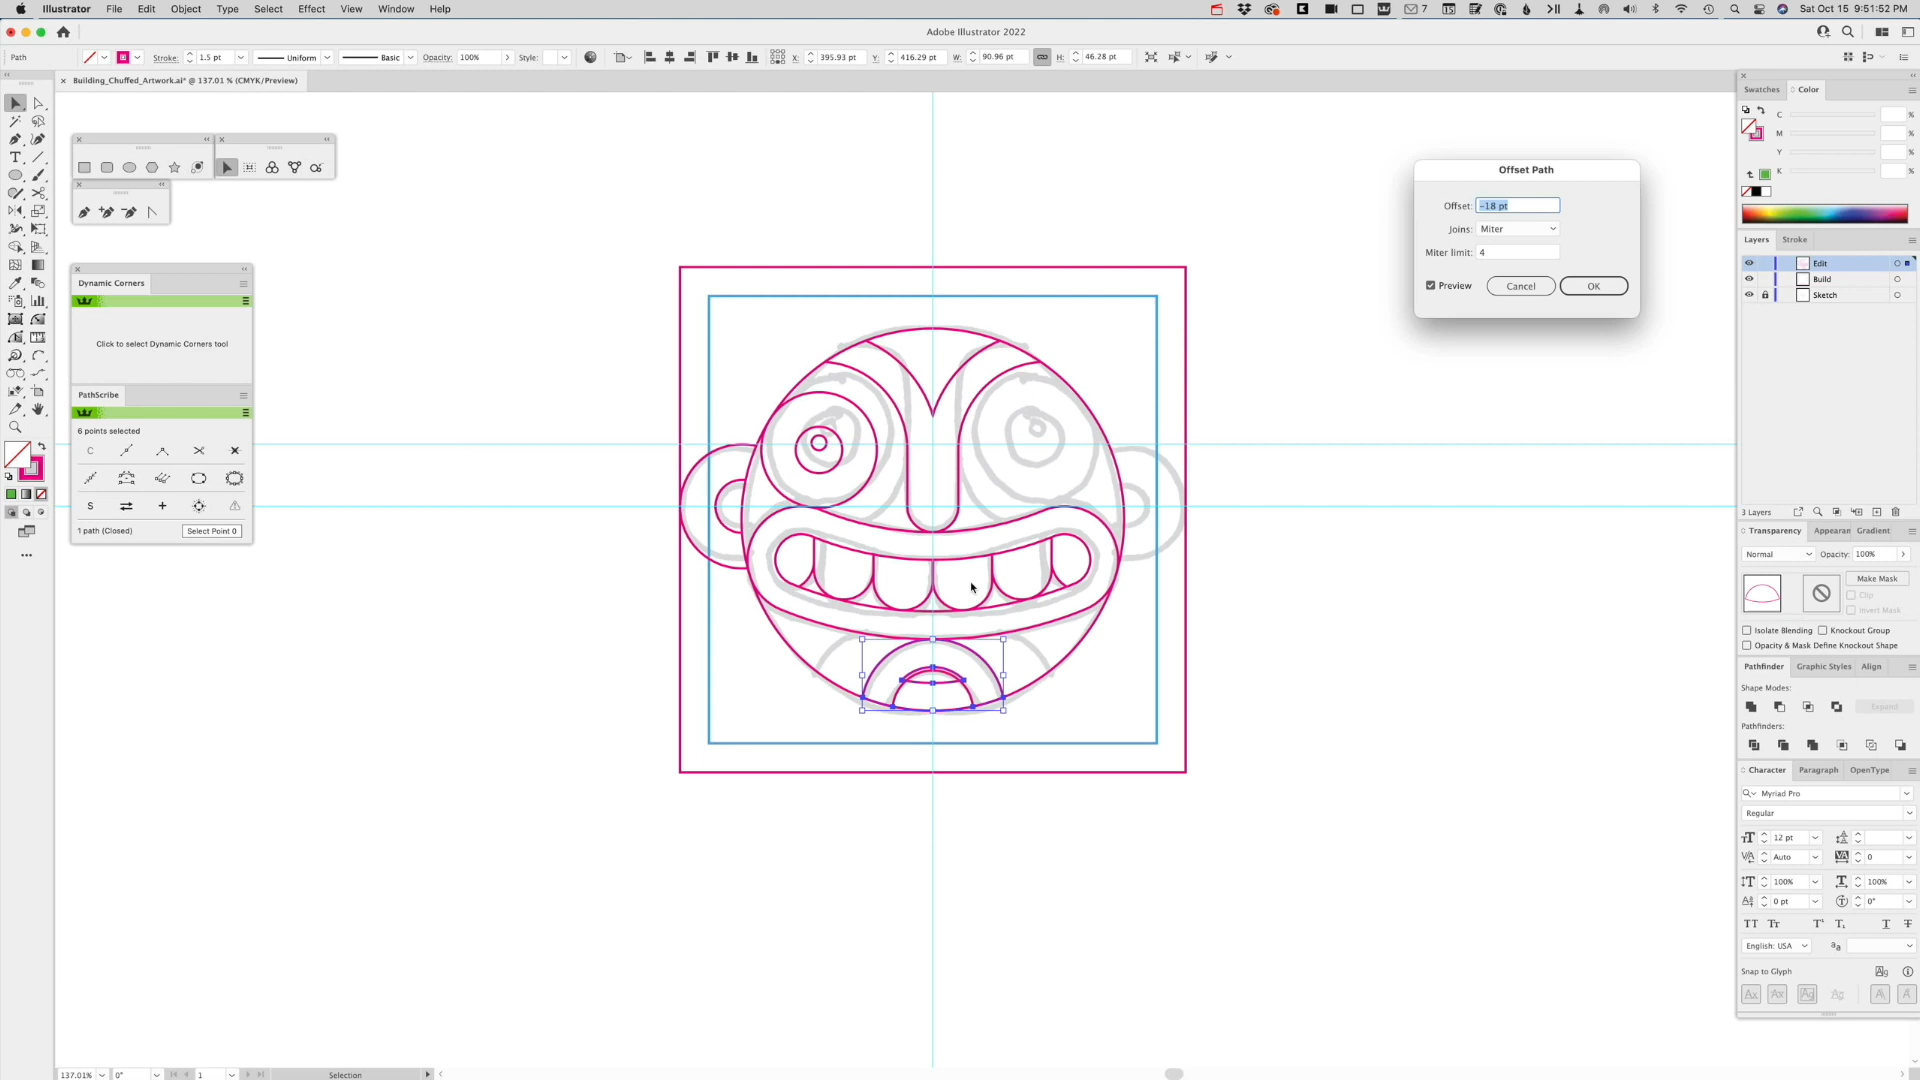 Illustrator File Edit Object Type Select Effect View Window Help
7
Sat Oct 15 9:51:52 PM
Adobe Illustrator 2022
Path
Stroke: 1.5 pt
Uniform
Basic
Opacity: 100%
Style:
X: 395.93 pt
Y: 416.29 pt
W: 90.96 pt
H: 46.28 pt
Building_Chuffed_Artwork.ai* @ 137.01 % (CMYK/Preview)
Dynamic Corners
Click to select Dynamic Corners tool
PathScribe
6 points selected
1 path (Closed)
Select Point 0
Offset Path
Offset: -18 pt
Joins: Miter
Miter limit: 4
Preview
Cancel
OK
Swatches
Color
C %
M %
Y %
K %
Layers
Stroke
Edit
Build
Sketch
3 Layers
Transparency
Appearan
Gradient
Normal
Opacity: 100%
Make Mask
Clip
Invert Mask
Isolate Blending
Knockout Group
Opacity & Mask Define Knockout Shape
Pathfinder
Graphic Styles
Align
Shape Modes:
Expand
Pathfinders:
Character
Paragraph
OpenType
Myriad Pro
Regular
12 pt
Auto
0
100%
100%
0 pt
0°
English: USA
Snap to Glyph
137.01%
0°
1
Selection